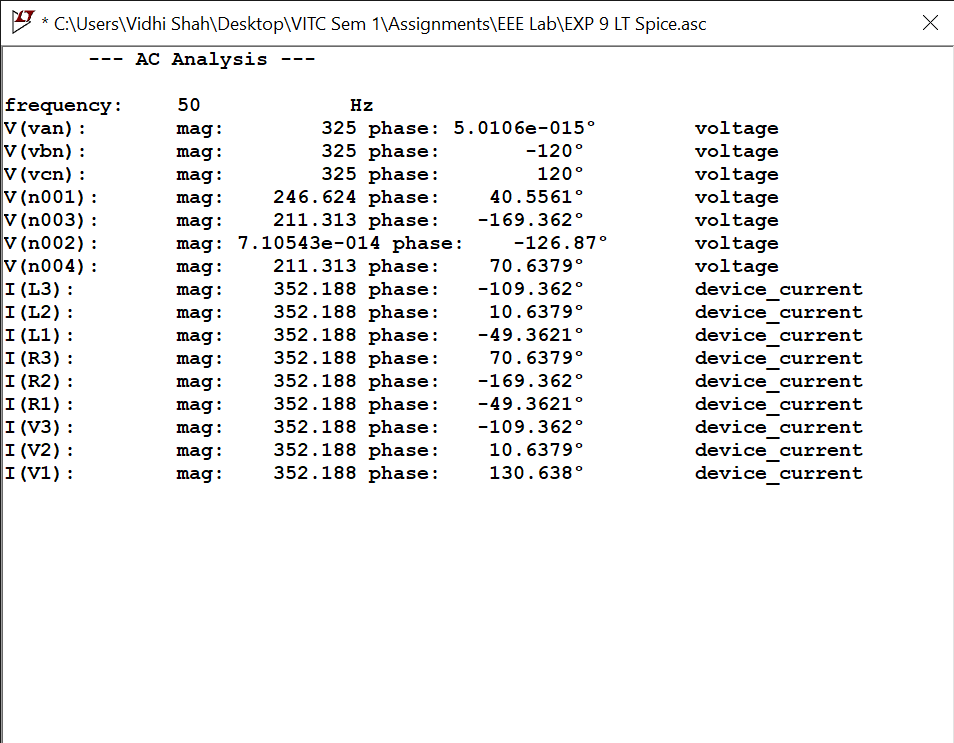 * C:\Users\Vidhi Shah\Desktop\VITC Sem 1\Assignments\EEE Lab\EXP 9 LT Spice.asc
--- AC Analysis ---
frequency: 50 Hz
V(van): mag: 325 phase: 5.0106e-015° voltage
V(vbn): mag: 325 phase: -120° voltage
V(vcn): mag: 325 phase: 120° voltage
V(n001): mag: 246.624 phase: 40.5561° voltage
V(n003): mag: 211.313 phase: -169.362° voltage
V(n002): mag: 7.10543e-014 phase: -126.87° voltage
V(n004): mag: 211.313 phase: 70.6379° voltage
I(L3): mag: 352.188 phase: -109.362° device_current
I(L2): mag: 352.188 phase: 10.6379° device_current
I(L1): mag: 352.188 phase: -49.3621° device_current
I(R3): mag: 352.188 phase: 70.6379° device_current
I(R2): mag: 352.188 phase: -169.362° device_current
I(R1): mag: 352.188 phase: -49.3621° device_current
I(V3): mag: 352.188 phase: -109.362° device_current
I(V2): mag: 352.188 phase: 10.6379° device_current
I(V1): mag: 352.188 phase: 130.638° device_current